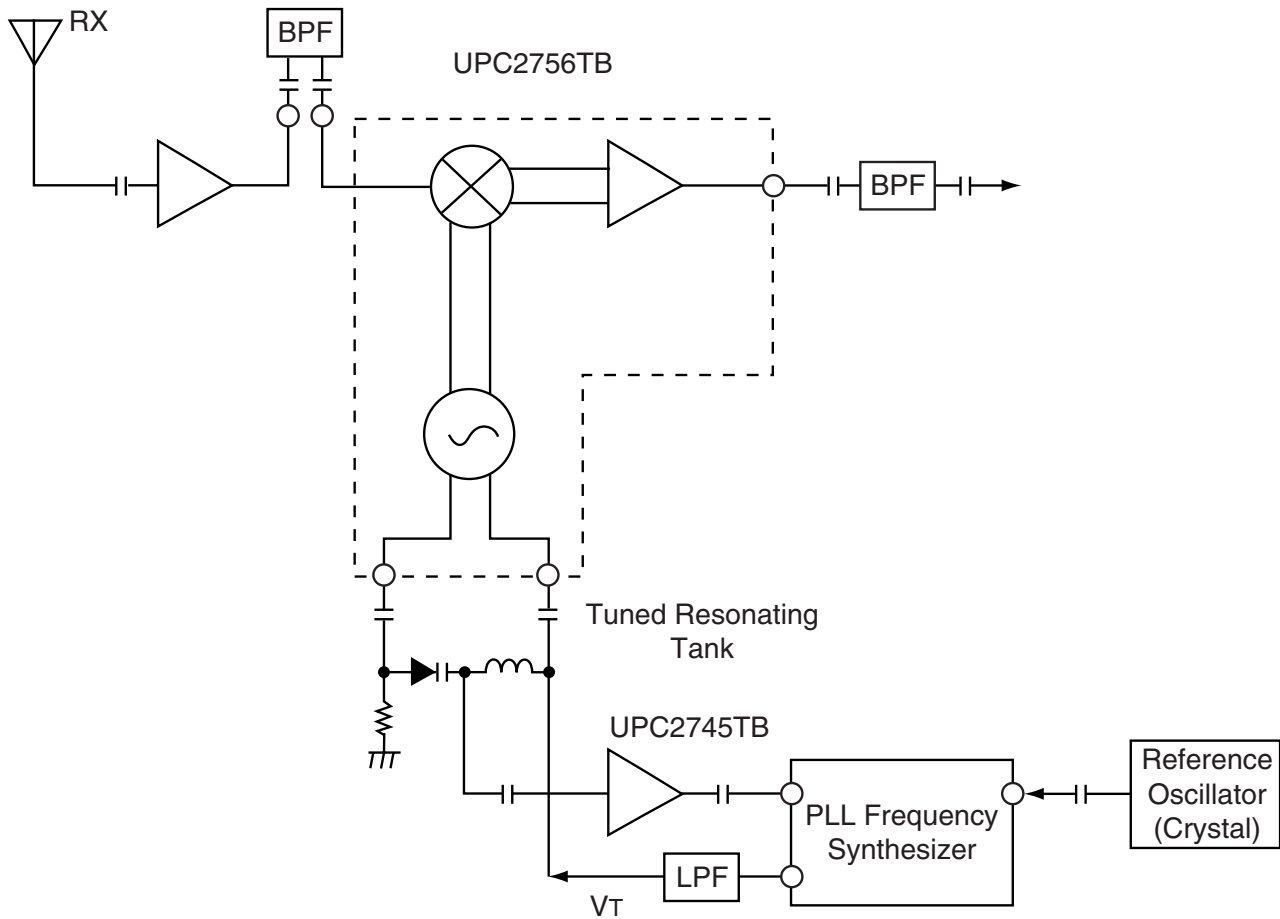 RX
BPF
UPC2756TB
BPF
Tuned Resonating
Tank
UPC2745TB
PLL Frequency
Synthesizer
Reference
Oscillator
(Crystal)
LPF
VT